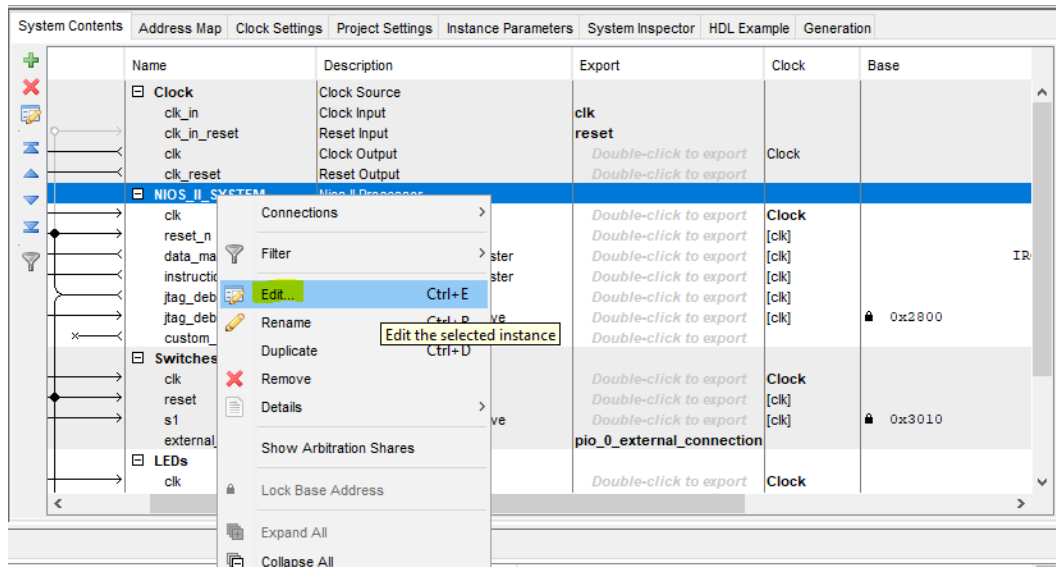 System Contents Address Map Clock Settings Project Settings Instance Parameters System Inspector HDL Example Generation
Name Description Export Clock Base
Clock Clock Source
clk_in Clock Input clk
clk_in_reset Reset Input reset
clk Clock Output Double-click to export Clock
clk_reset Reset Output Double-click to export
NIOS_II_SYSTEM Nios II Processor
clk Double-click to export Clock
reset_n Double-click to export [clk]
data_ma ster Double-click to export [clk] IR
instructio ster Double-click to export [clk]
jtag_deb Double-click to export [clk]
jtag_deb ve Double-click to export [clk] 0x2800
custom_ Double-click to export
Switches
clk Double-click to export Clock
reset Double-click to export [clk]
s1 ve Double-click to export [clk] 0x3010
external_ pio_0_external_connection
LEDs
clk Double-click to export Clock
Connections
Filter
Edit... Ctrl+E
Rename Ctrl+R
Edit the selected instance
Duplicate Ctrl+D
Remove
Details
Show Arbitration Shares
Lock Base Address
Expand All
Collapse All